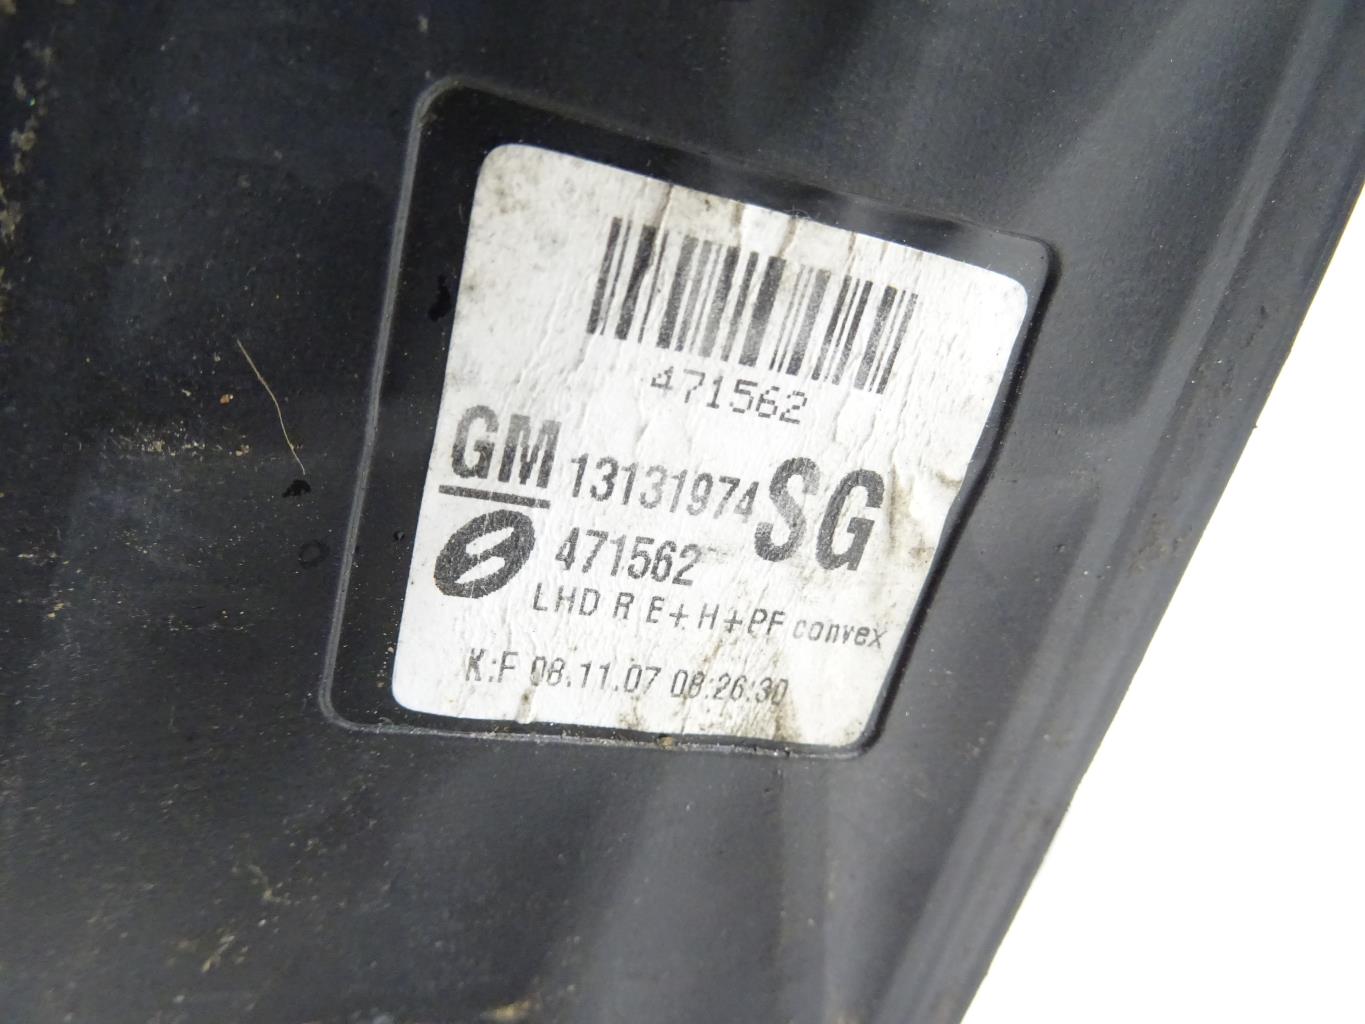 471562
GM 13131974 SG
471562
LHD R E+H+PF convex
K:F 08.11.07 08:26:30